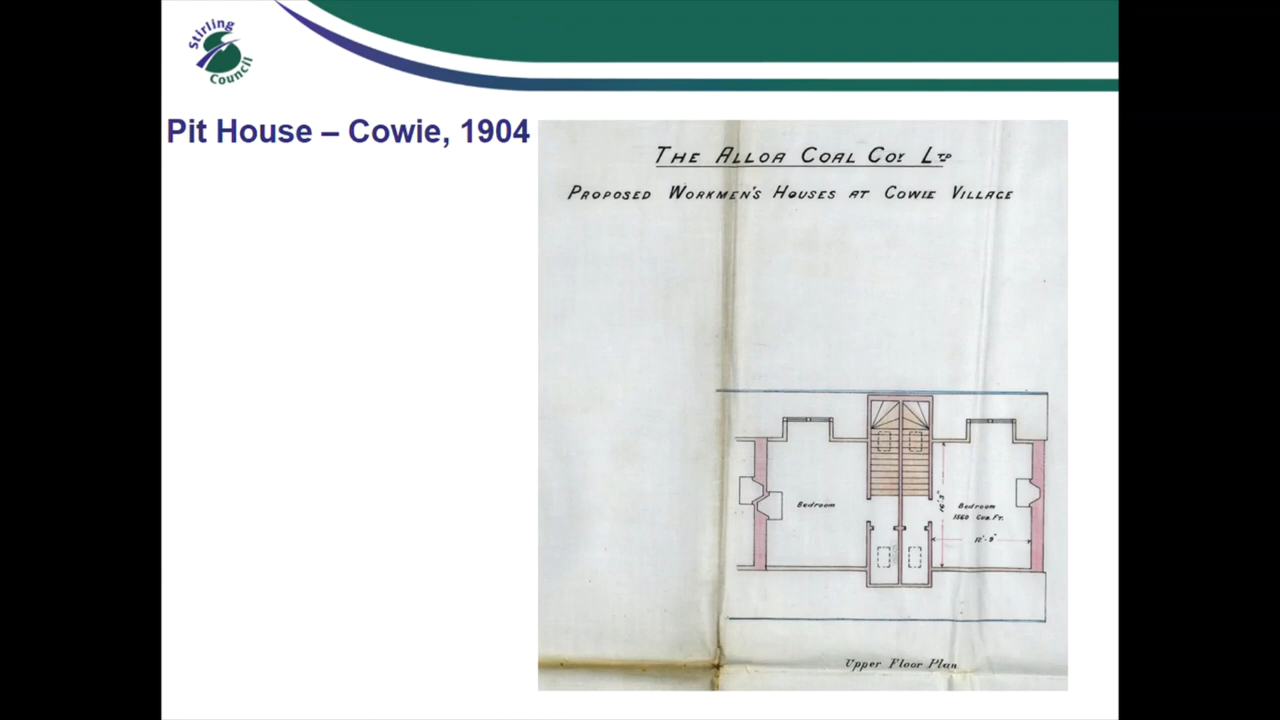 Stirling
Council
Pit House – Cowie, 1904
THE ALLOA COAL COY LTD
PROPOSED WORKMEN'S HOUSES AT COWIE VILLAGE
Bedroom
16'-3"
Bedroom
1560 Cub. Ft.
12'-9"
Upper Floor Plan